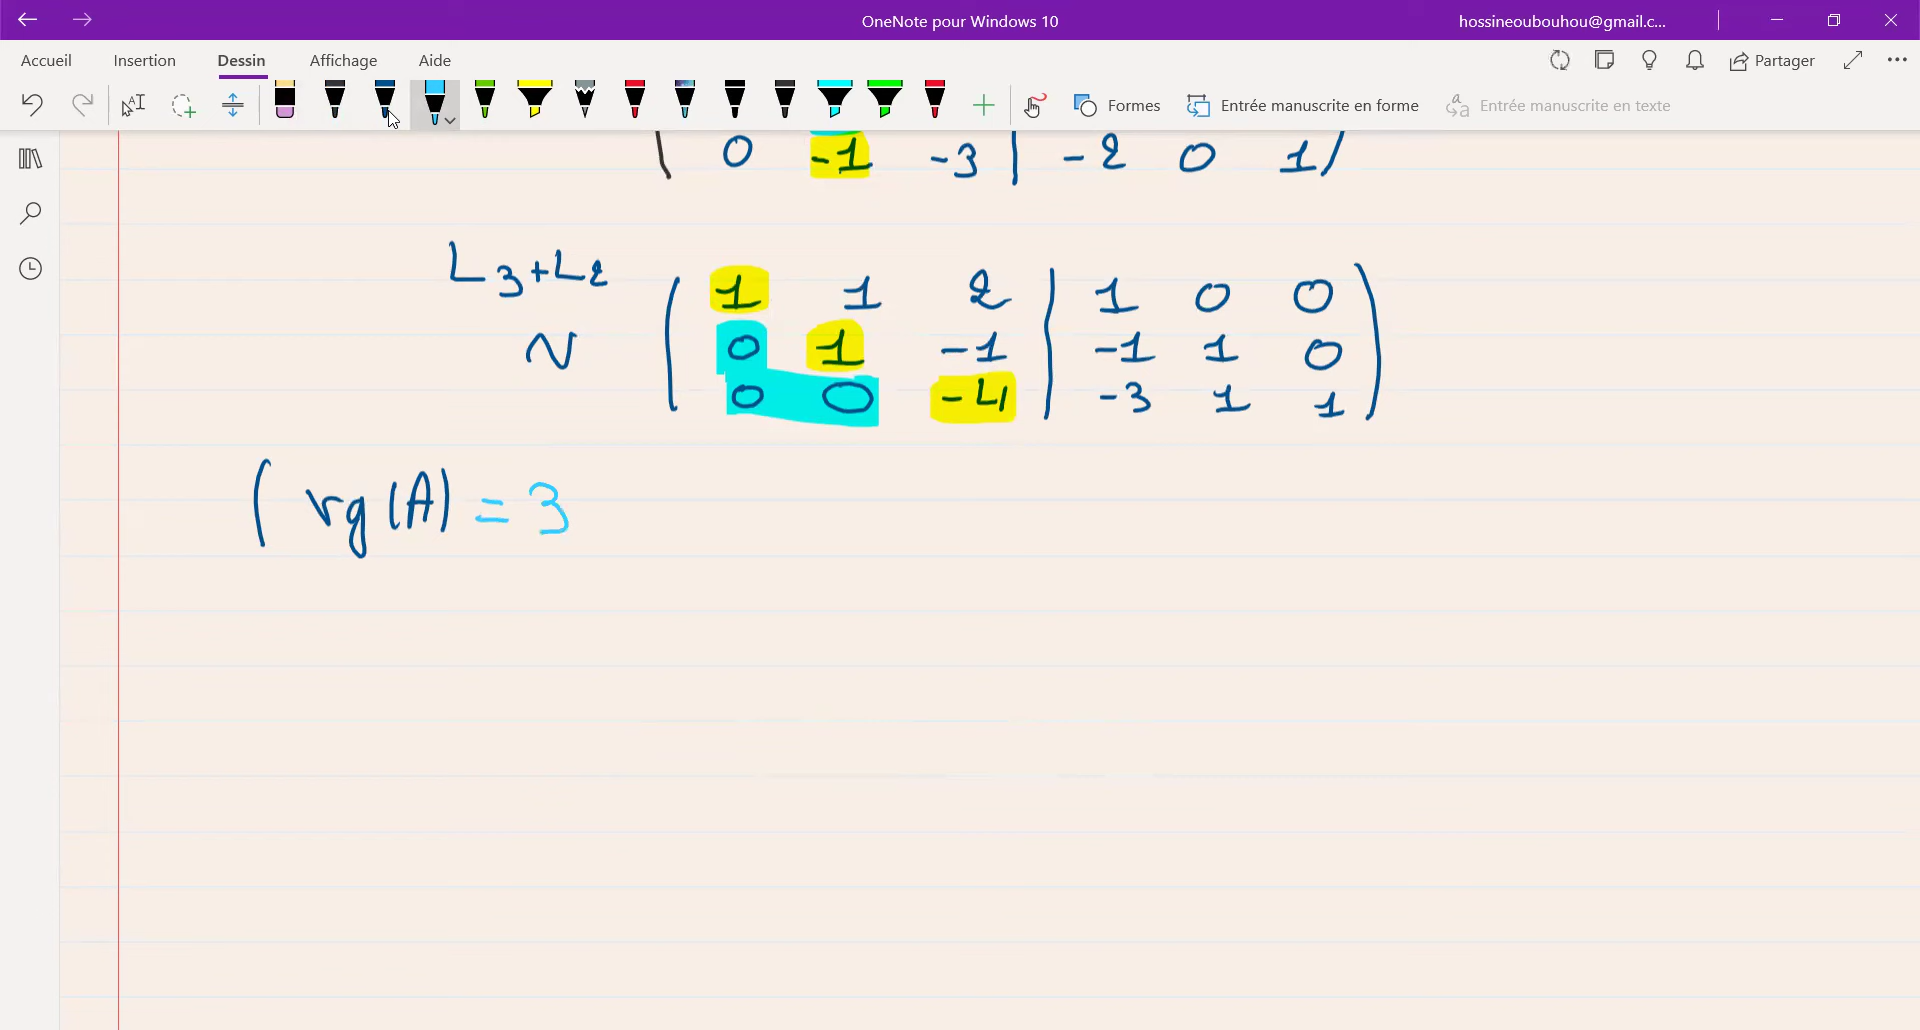 OneNote pour Windows 10
hossineoubouhou@gmail.c...
Accueil Insertion Dessin Affichage Aide Partager
Formes Entrée manuscrite en forme Entrée manuscrite en texte
0 -1 -3 | -2 0 1)
L3+L2
( 1 1 2 | 1 0 0 )
~ ( 0 1 -1 | -1 1 0 )
( 0 0 -4 | -3 1 1 )
( rg(A) = 3